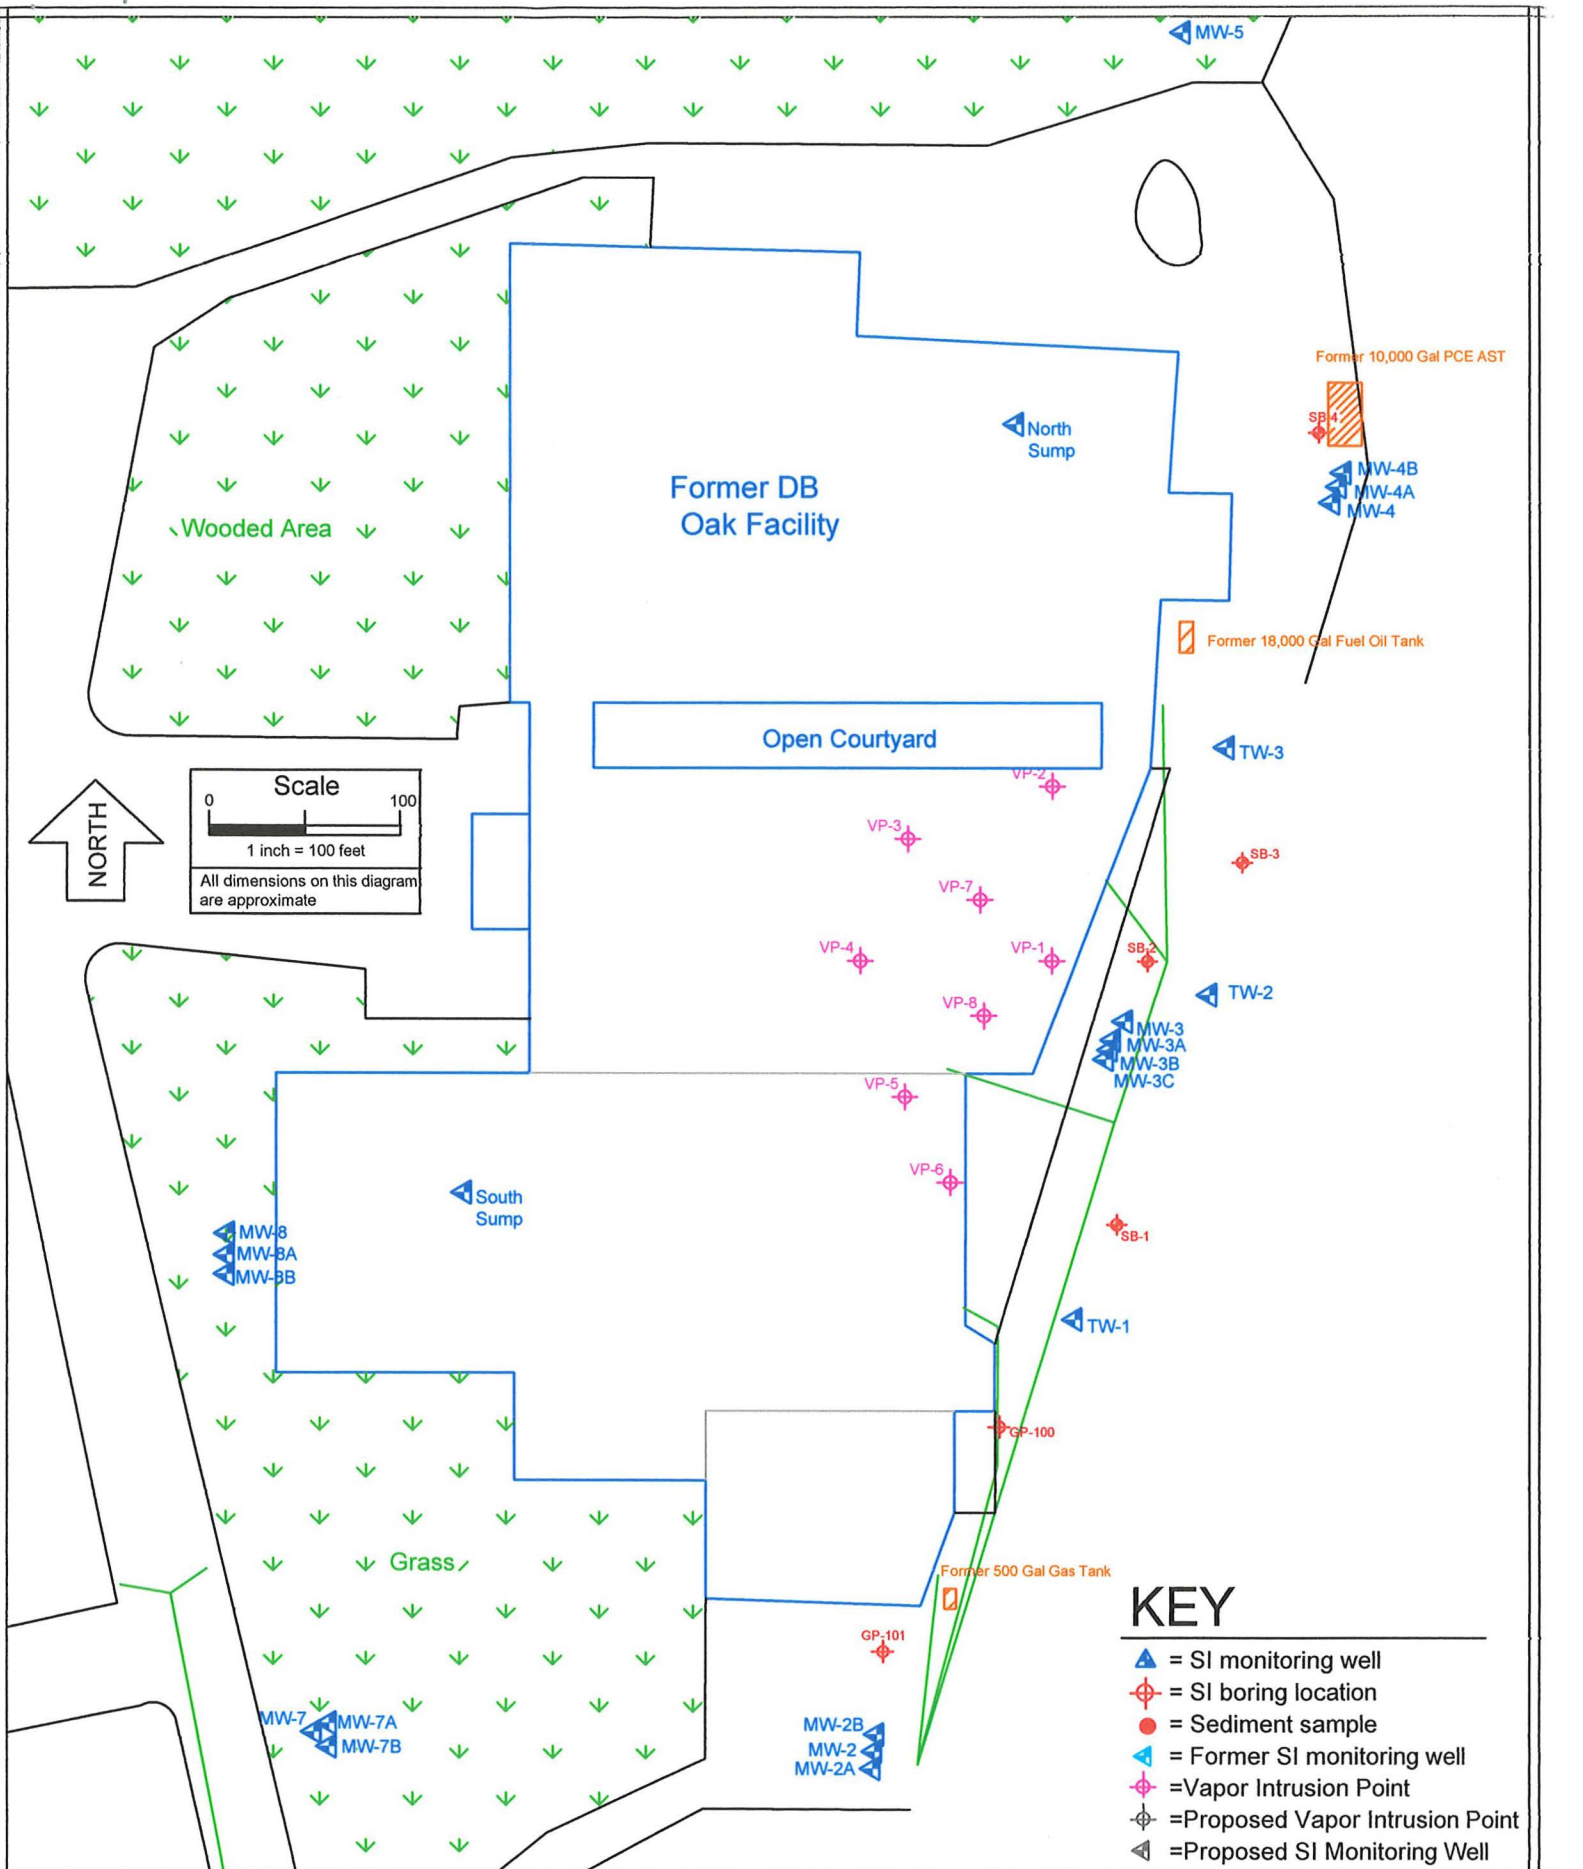 MW-5
Former 10,000 Gal PCE AST
SB-4
North
Sump
MW-4B
MW-4A
MW-4
Former DB
Oak Facility
Wooded Area
Former 18,000 Gal Fuel Oil Tank
Open Courtyard
TW-3
VP-2
Scale
0 100
1 inch = 100 feet
All dimensions on this diagram
are approximate
NORTH
VP-3
SB-3
VP-7
VP-4
VP-1
SB-2
TW-2
VP-8
MW-3
MW-3A
MW-3B
MW-3C
VP-5
VP-6
South
Sump
SB-1
MW-8
MW-8A
MW-8B
TW-1
GP-100
Grass
Former 500 Gal Gas Tank
GP-101
MW-7
MW-7A
MW-7B
MW-2B
MW-2
MW-2A
KEY
= SI monitoring well
= SI boring location
= Sediment sample
= Former SI monitoring well
=Vapor Intrusion Point
=Proposed Vapor Intrusion Point
=Proposed SI Monitoring Well